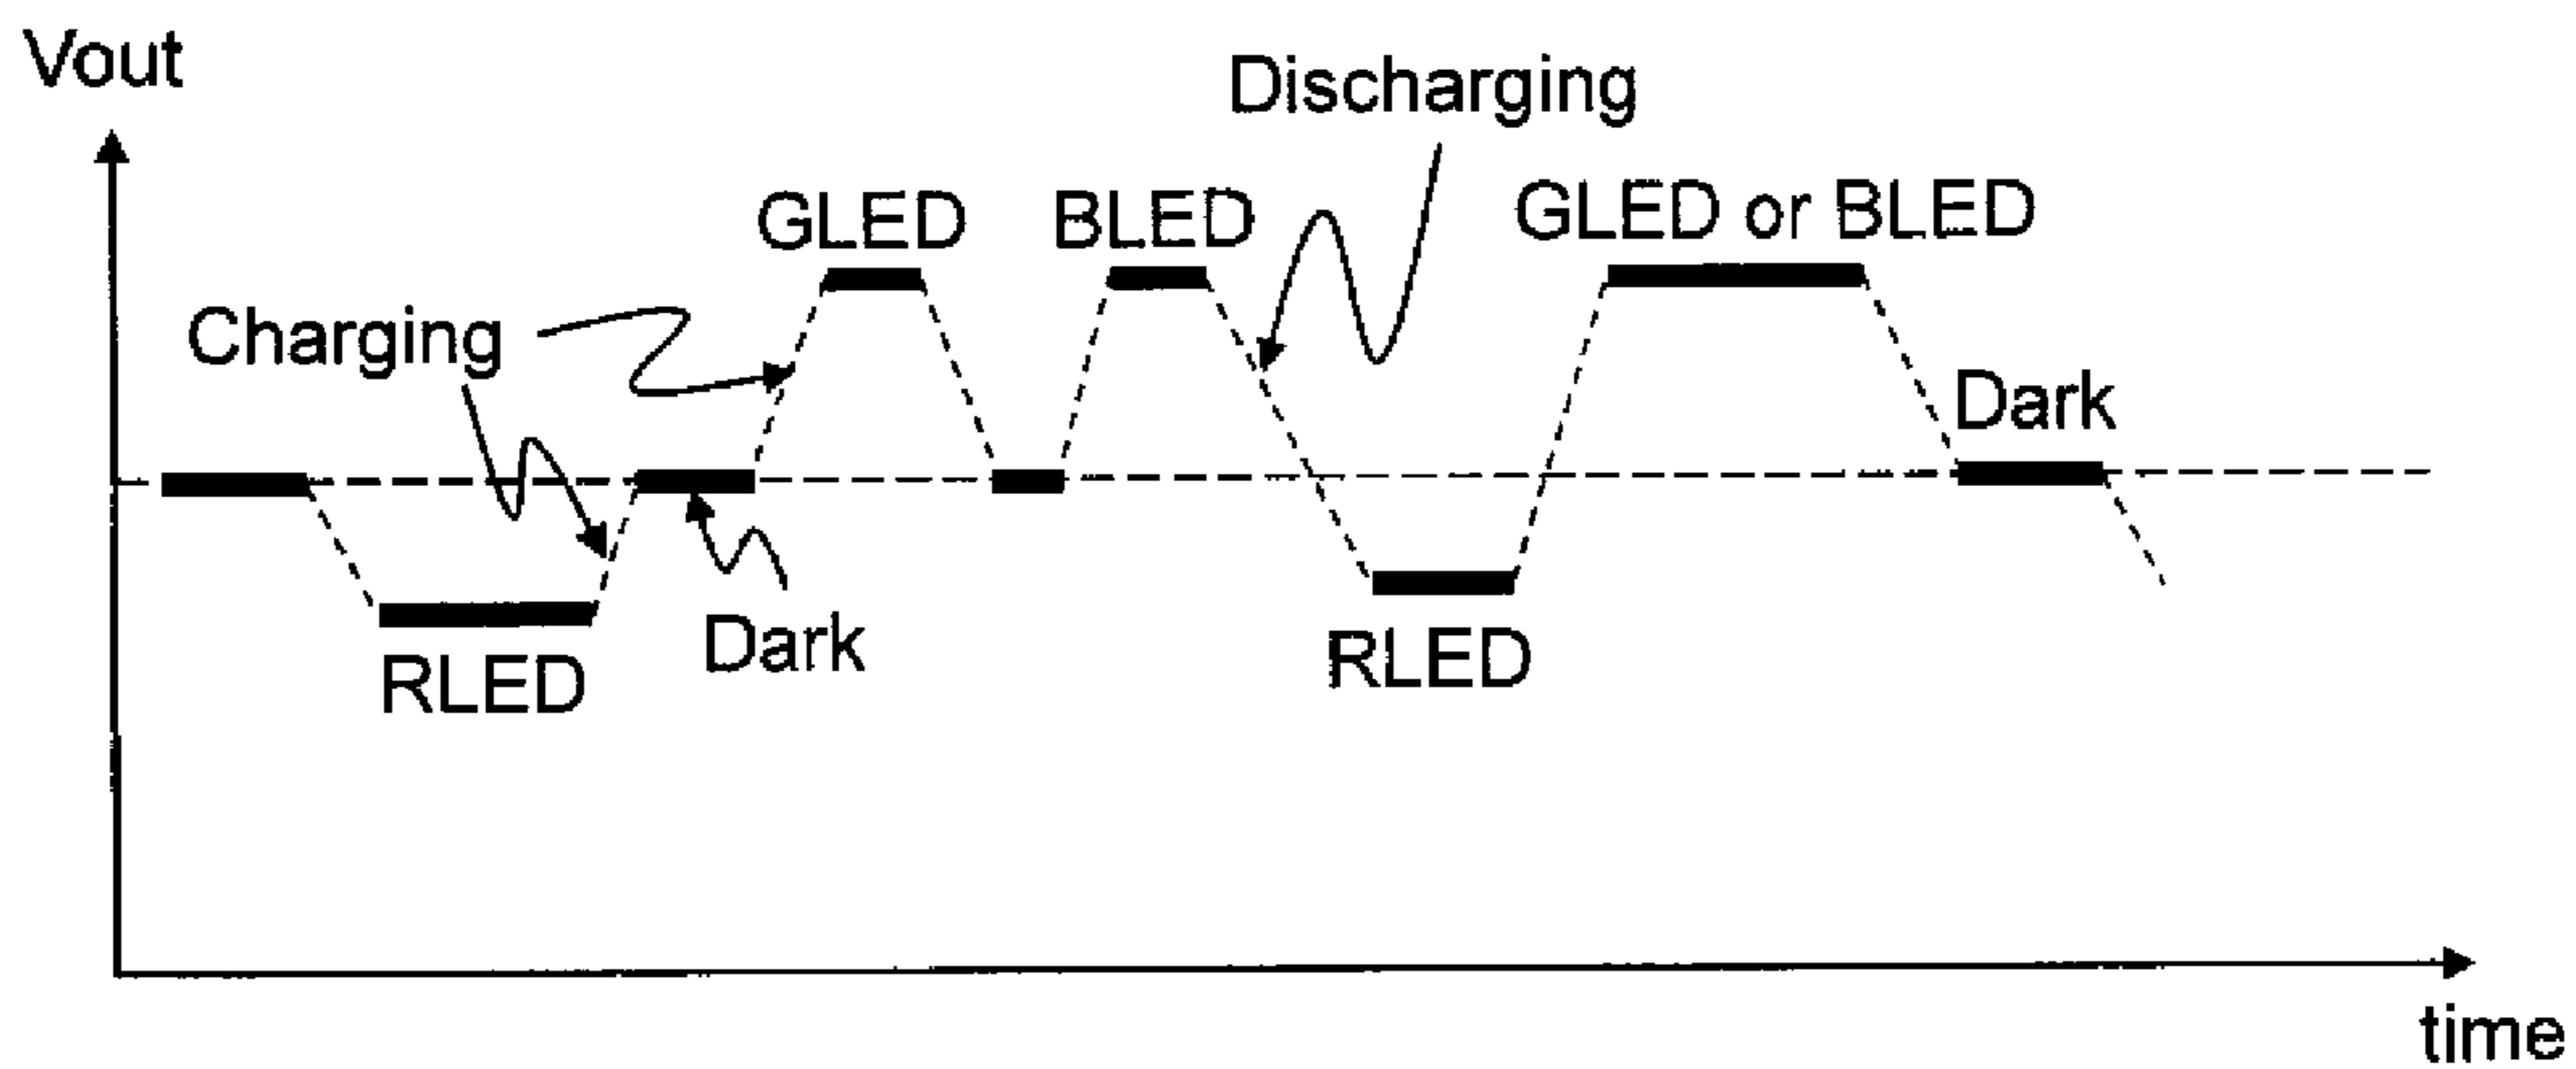 Vout
Discharging
GLED
BLED
GLED or BLED
Charging
Dark
Dark
RLED
RLED
time